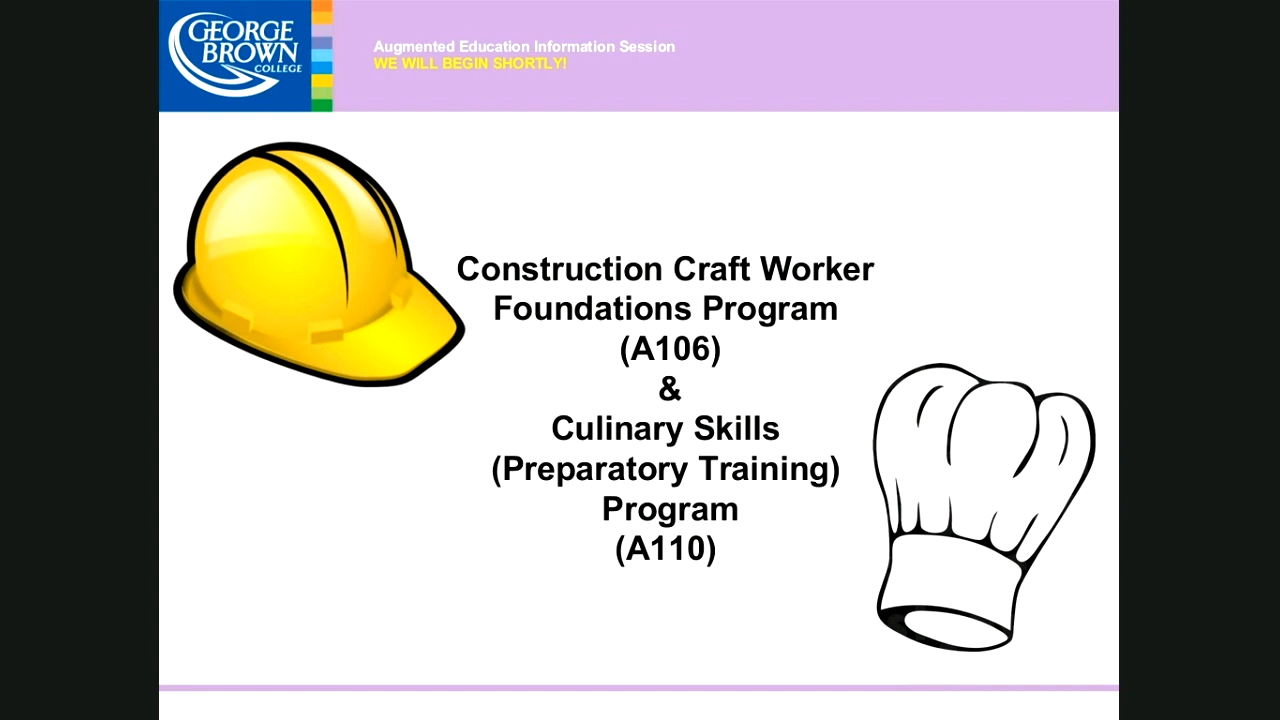 GEORGE
BROWN
COLLEGE
Augmented Education Information Session
WE WILL BEGIN SHORTLY!
Construction Craft Worker
Foundations Program
(A106)
&
Culinary Skills
(Preparatory Training)
Program
(A110)